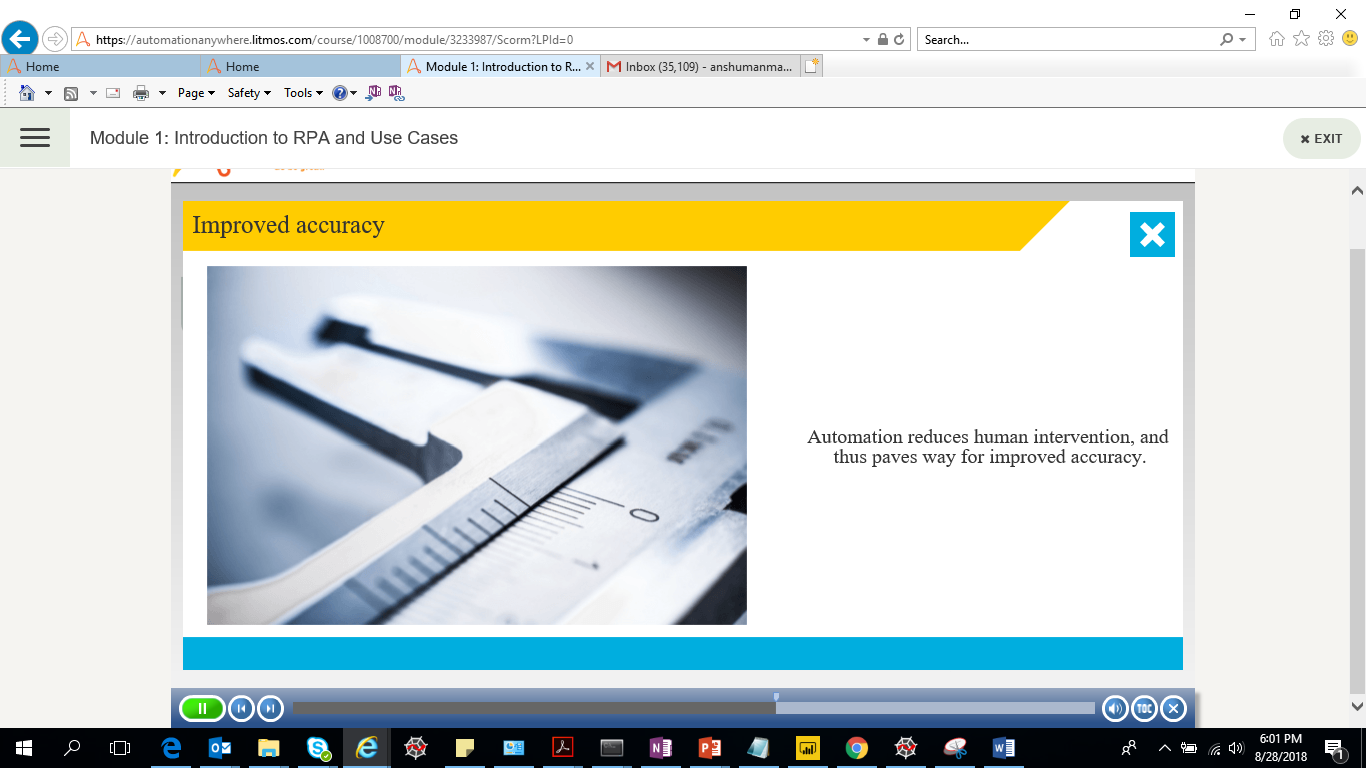 https://automationanywhere.litmos.com/course/1008700/module/3233987/Scorm?LPId=0
Search...
Home
Home
Module 1: Introduction to R...
Inbox (35,109) - anshumanma...
Page
Safety
Tools
Module 1: Introduction to RPA and Use Cases
EXIT
Improved accuracy
0
Automation reduces human intervention, and
thus paves way for improved accuracy.
TOC
6:01 PM
8/28/2018
1